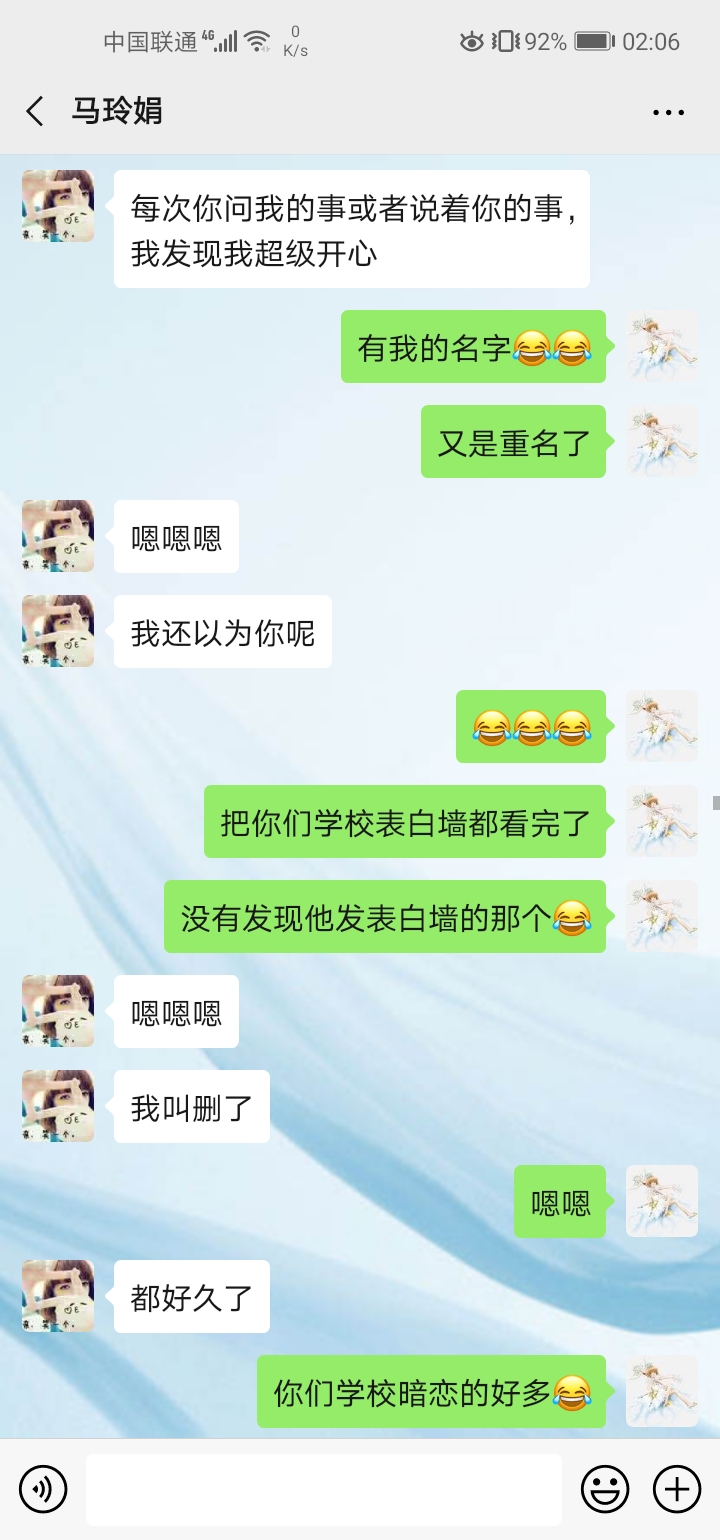 中国联通 4G 0 K/s 92% 02:06
马玲娟
每次你问我的事或者说着你的事，
我发现我超级开心
有我的名字😂😂
又是重名了
嗯嗯嗯
我还以为你呢
😂😂😂
把你们学校表白墙都看完了
没有发现他发表白墙的那个😂
嗯嗯嗯
我叫删了
嗯嗯
都好久了
你们学校暗恋的好多😂